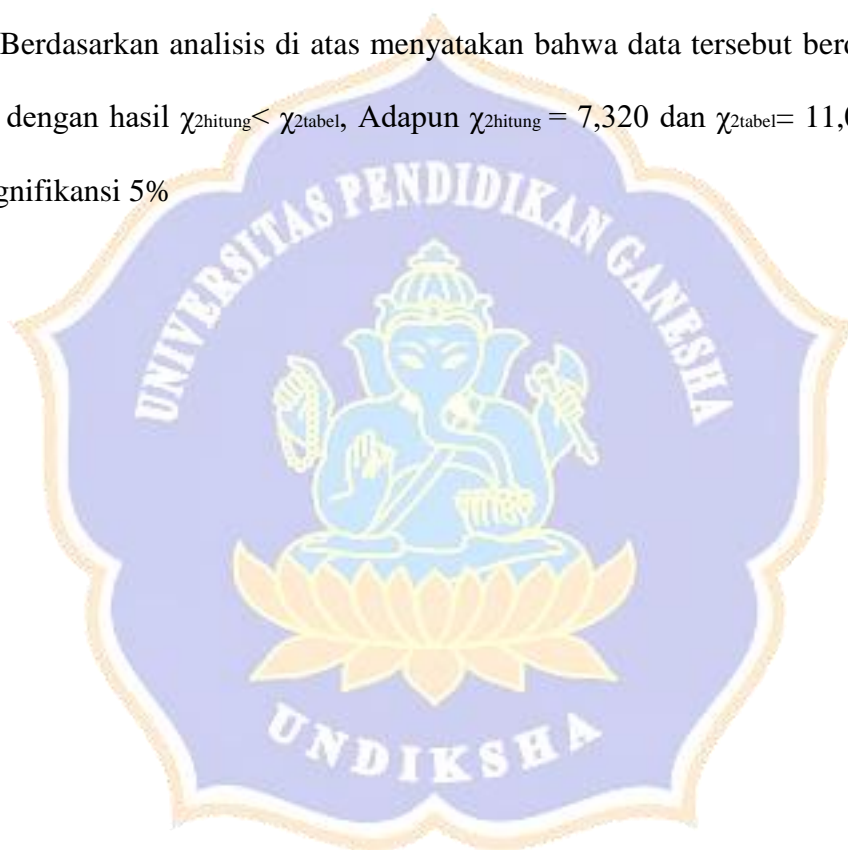 Berdasarkan analisis di atas menyatakan bahwa data tersebut
dengan hasil χ2hitung< χ2tabel, Adapun χ2hitung = 7,320 dan χ2tabel= 11,0
gnifikansi 5%
UNIVERSITAS PENDIDIKAN GANESHA
UNDIKSHA